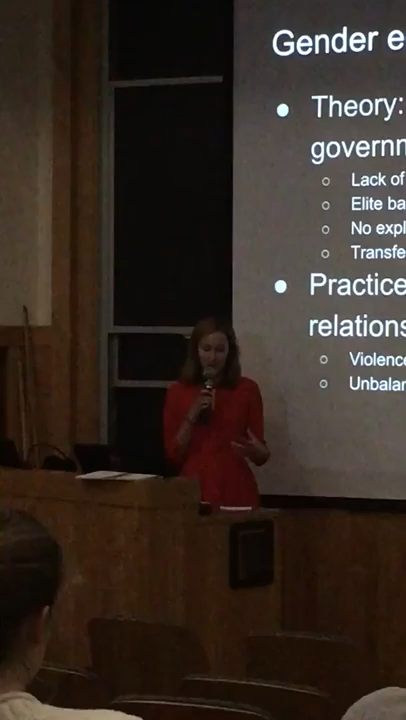 Gender e
Theory:
governm
Lack of
Elite ba
No expl
Transfe
Practice
relations
Violence
Unbalan